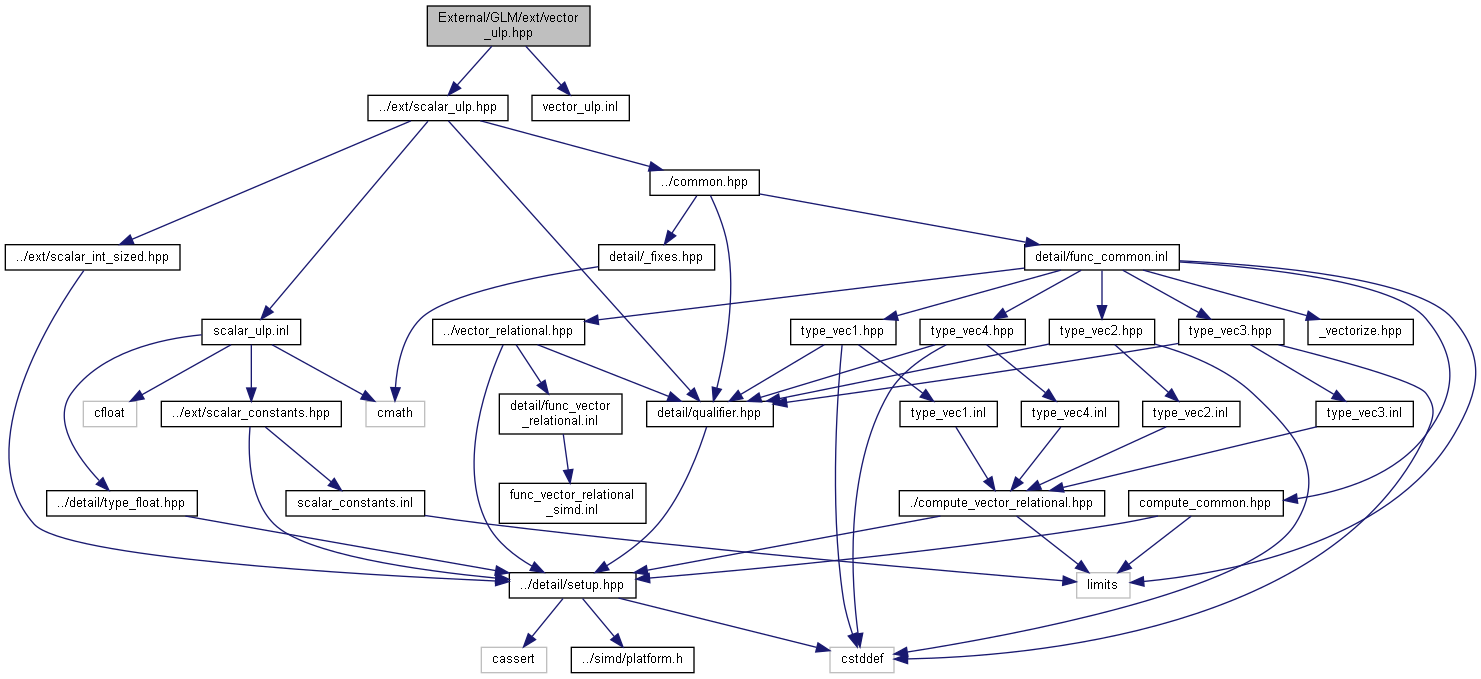 External/GLM/ext/vector
_ulp.hpp
../ext/scalar_ulp.hpp
vector_ulp.inl
../common.hpp
../ext/scalar_int_sized.hpp
detail/_fixes.hpp
detail/func_common.inl
scalar_ulp.inl
../vector_relational.hpp
type_vec1.hpp
type_vec4.hpp
type_vec2.hpp
type_vec3.hpp
_vectorize.hpp
cfloat
../ext/scalar_constants.hpp
cmath
detail/func_vector
_relational.inl
detail/qualifier.hpp
type_vec1.inl
type_vec4.inl
type_vec2.inl
type_vec3.inl
../detail/type_float.hpp
scalar_constants.inl
func_vector_relational
_simd.inl
./compute_vector_relational.hpp
compute_common.hpp
../detail/setup.hpp
limits
cassert
../simd/platform.h
cstddef